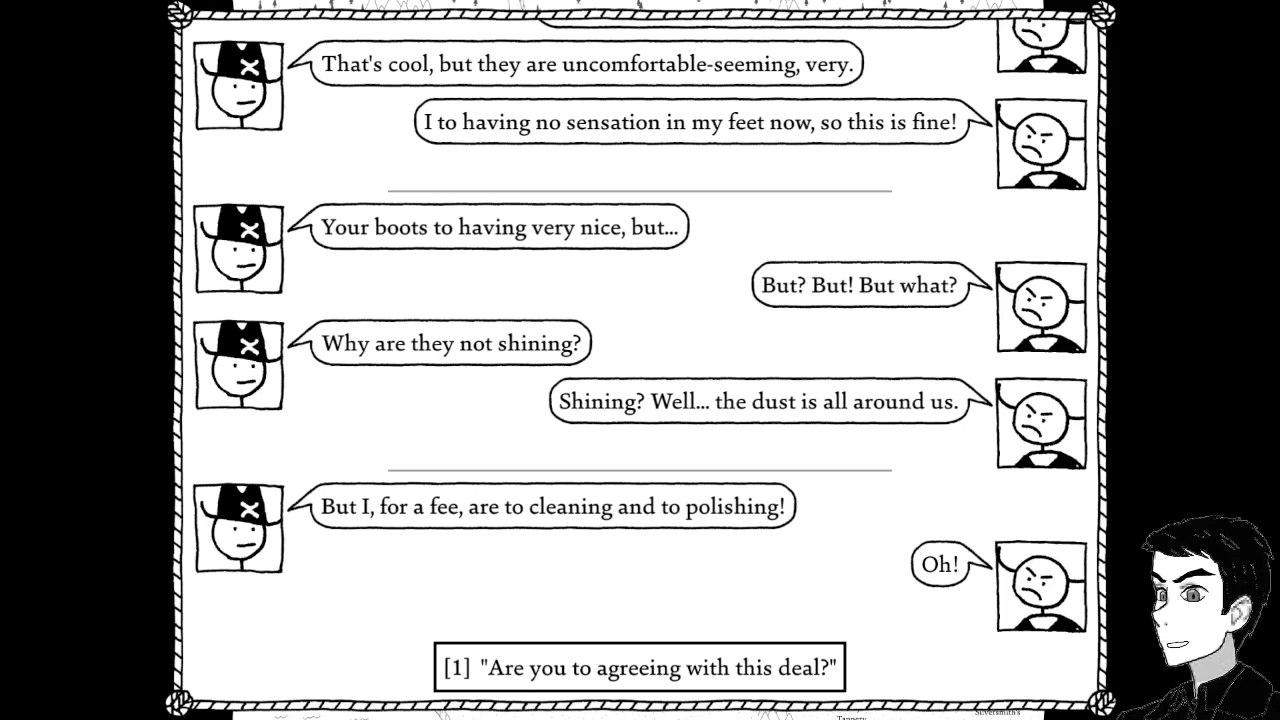 That's cool, but they are uncomfortable-seeming, very.
I to having no sensation in my feet now, so this is fine!
Your boots to having very nice, but...
But? But! But what?
Why are they not shining?
Shining? Well... the dust is all around us.
But I, for a fee, are to cleaning and to polishing!
Oh!
[1] "Are you to agreeing with this deal?"
Silversmith's
Tannery